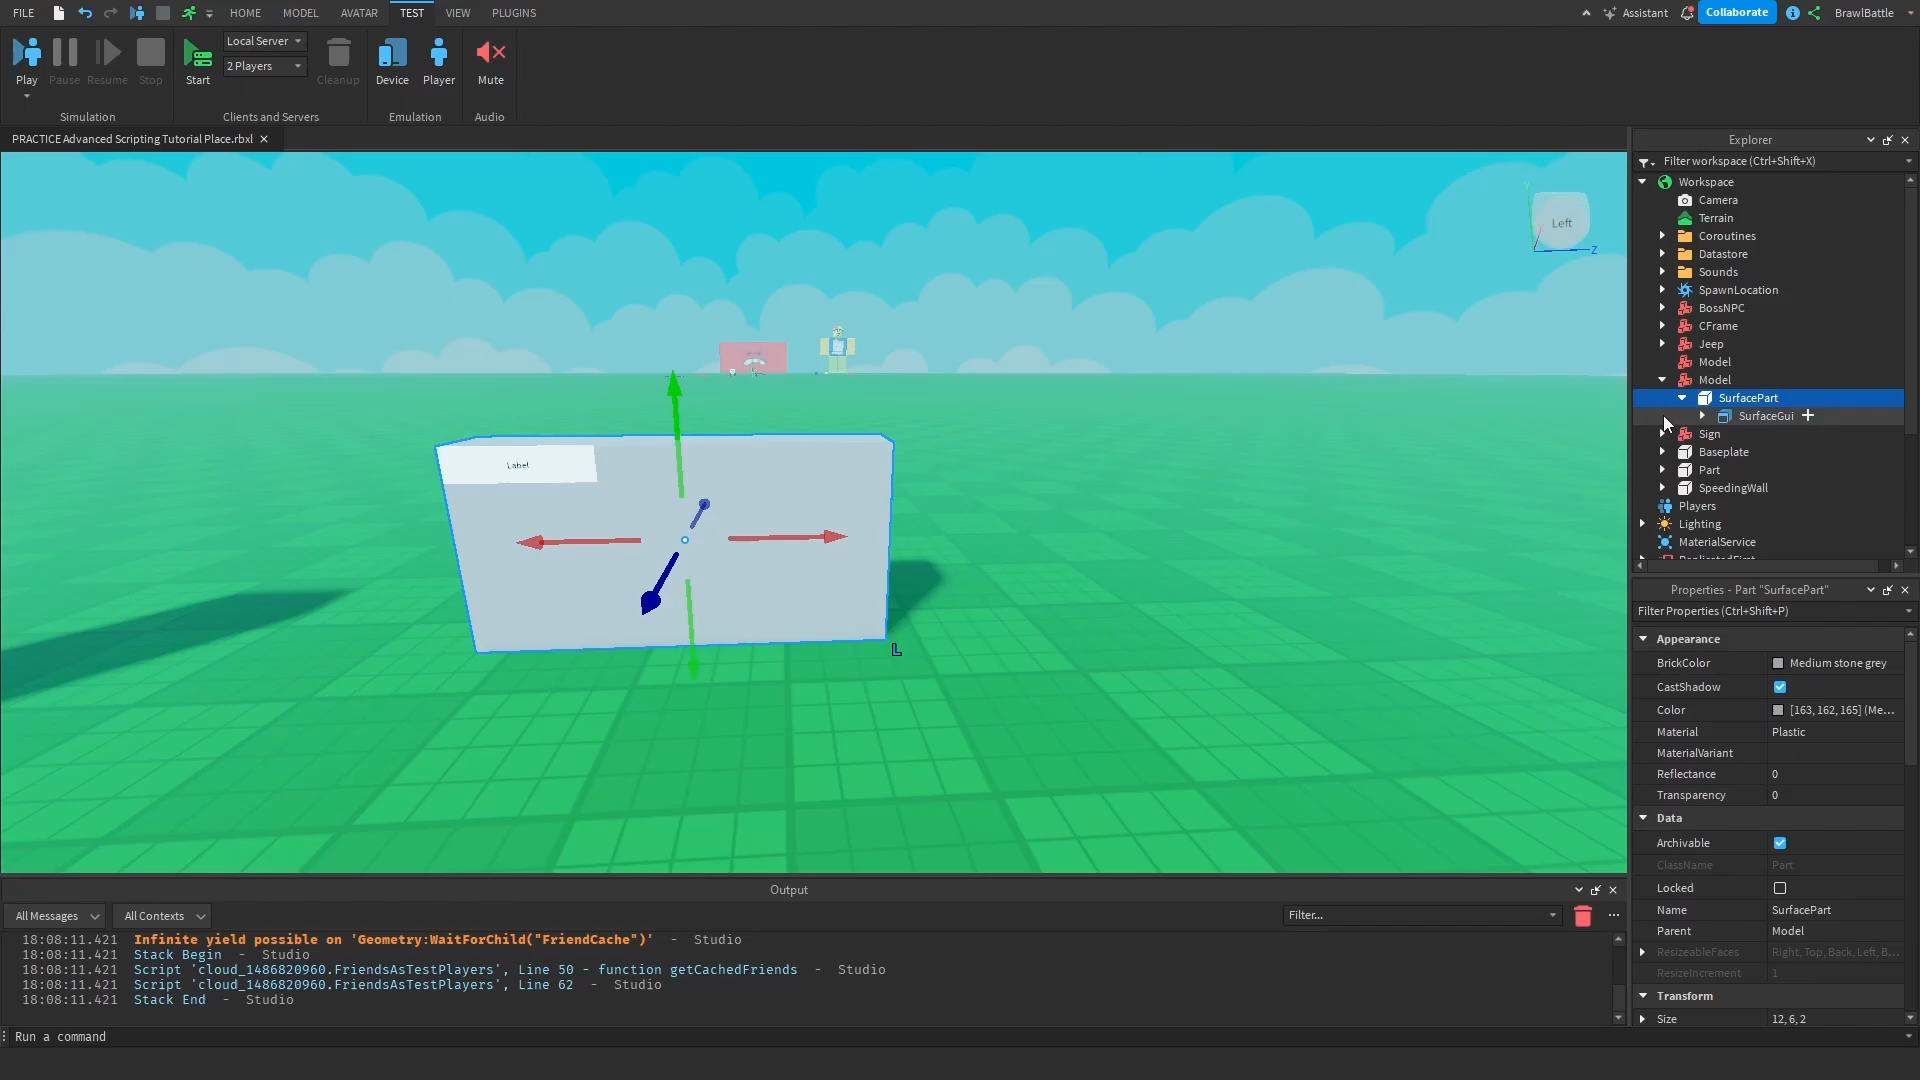 FILE HOME MODEL AVATAR TEST VIEW PLUGINS Assistant Collaborate BrawlBattle
Play Pause Resume Stop Start Local Server 2 Players Cleanup Device Player Mute
Simulation Clients and Servers Emulation Audio
PRACTICE Advanced Scripting Tutorial Place.rbxl
Left
Z
Y
Label
L
Explorer
Filter workspace (Ctrl+Shift+X)
Workspace
Camera
Terrain
Coroutines
Datastore
Sounds
SpawnLocation
BossNPC
CFrame
Jeep
Model
Model
SurfacePart
SurfaceGui
Sign
Baseplate
Part
SpeedingWall
Players
Lighting
MaterialService
ReplicatedFirst
Properties - Part "SurfacePart"
Filter Properties (Ctrl+Shift+P)
Appearance
BrickColor Medium stone grey
CastShadow
Color [163, 162, 165] (Me...
Material Plastic
MaterialVariant
Reflectance 0
Transparency 0
Data
Archivable
ClassName Part
Locked
Name SurfacePart
Parent Model
ResizeableFaces Right, Top, Back, Left, B...
ResizeIncrement 1
Transform
Size 12, 6, 2
Output
All Messages All Contexts Filter... ...
18:08:11.421 Infinite yield possible on 'Geometry:WaitForChild("FriendCache")' - Studio
18:08:11.421 Stack Begin - Studio
18:08:11.421 Script 'cloud_1486820960.FriendsAsTestPlayers', Line 50 - function getCachedFriends - Studio
18:08:11.421 Script 'cloud_1486820960.FriendsAsTestPlayers', Line 62 - Studio
18:08:11.421 Stack End - Studio
Run a command